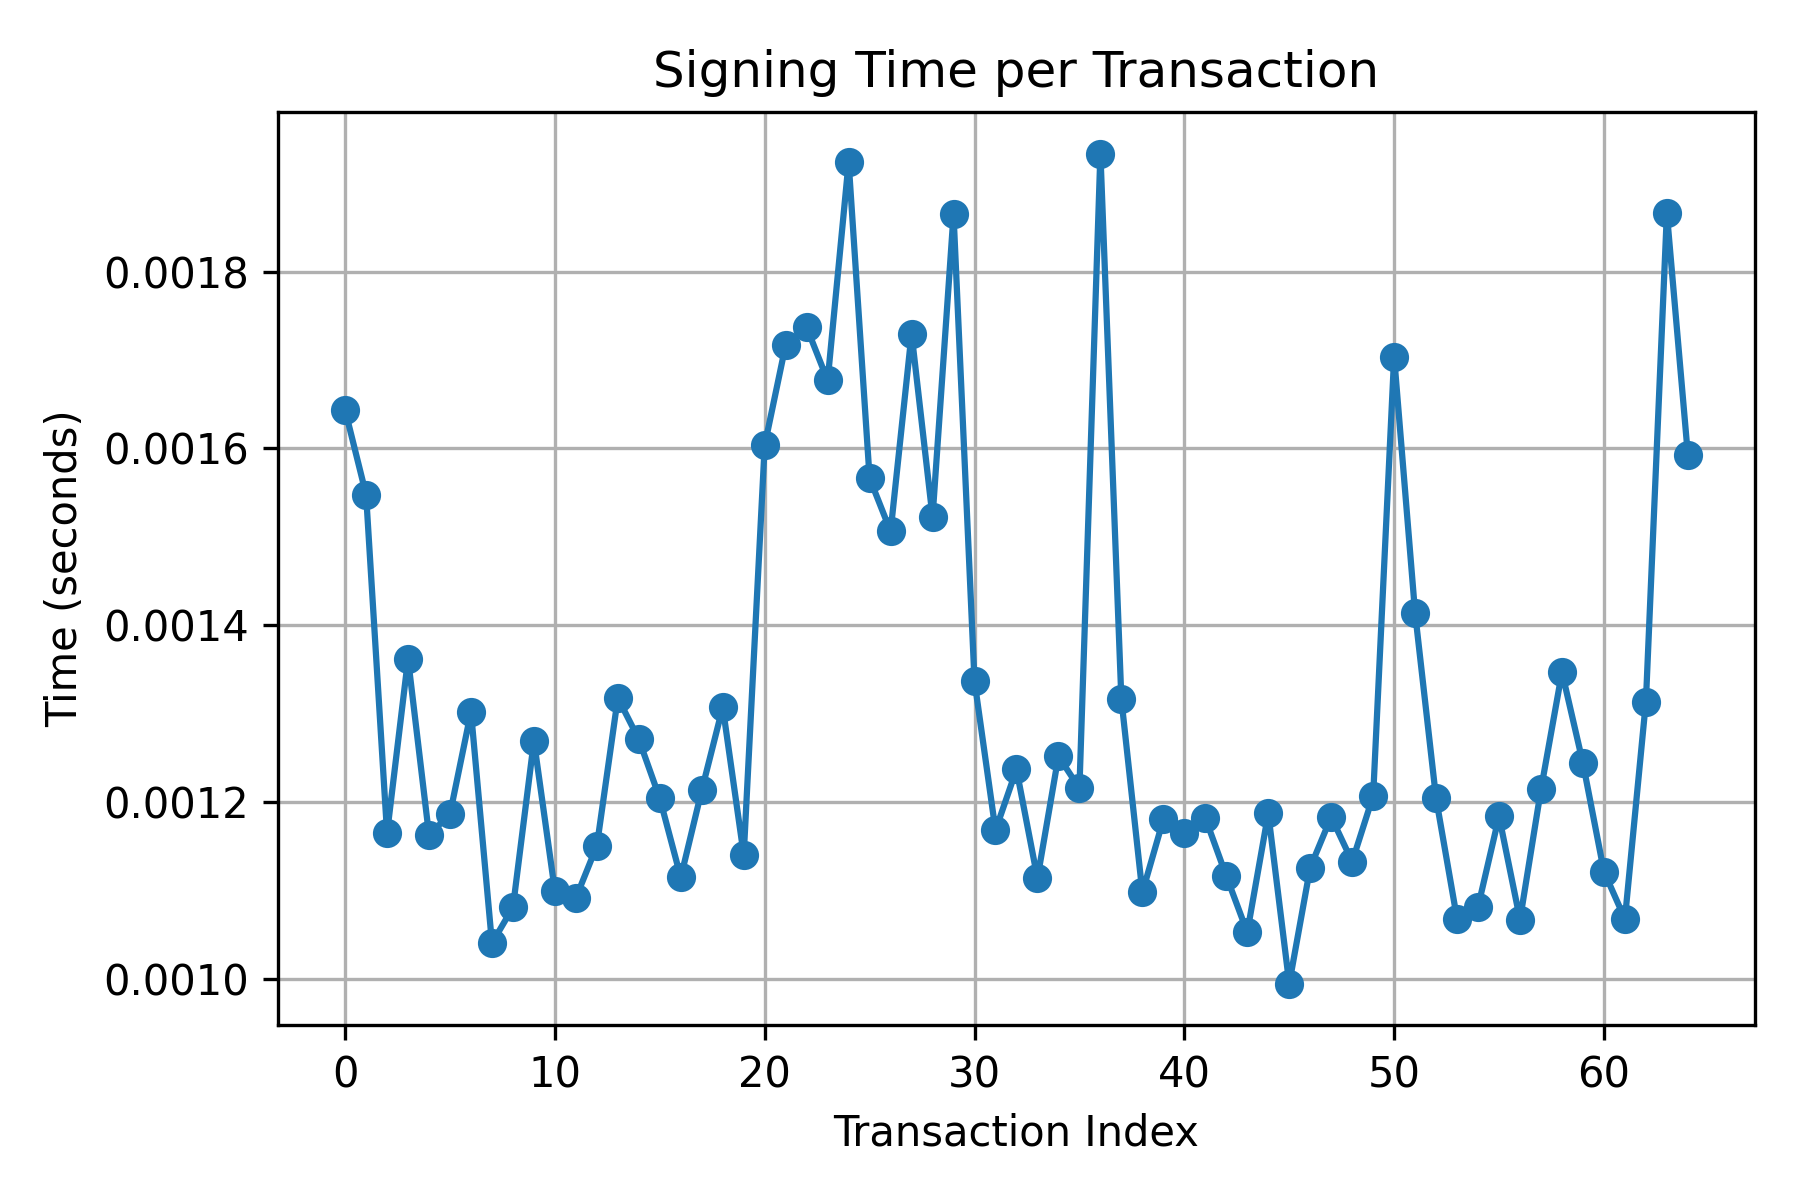 Signing Time per Transaction
Time (seconds)
0.0018
0.0016
0.0014
0.0012
0.0010
0 10 20 30 40 50 60
Transaction Index